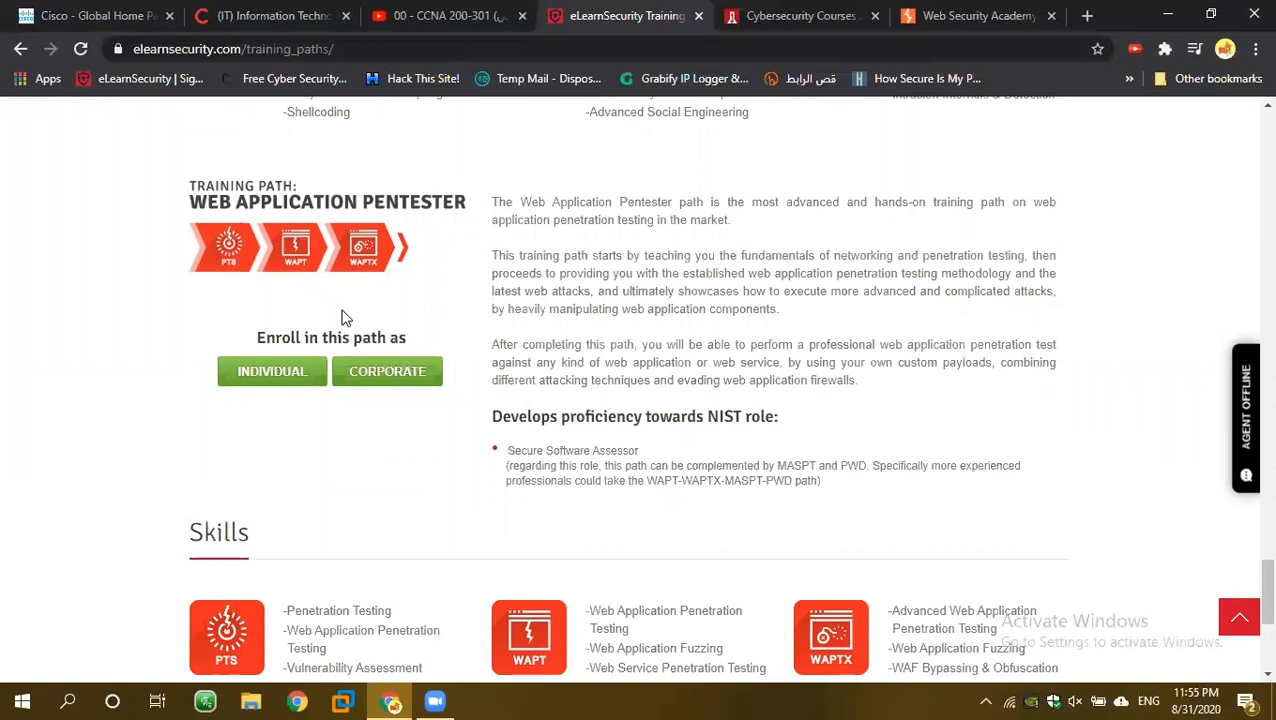 Cisco - Global Home P
(IT) Information Techn
00 - CCNA 200-301
eLearnSecurity Training
Cybersecurity Courses
Web Security Academy
elearnsecurity.com/training_paths/
Apps
eLearnSecurity | Sig...
Free Cyber Security...
Hack This Site!
Temp Mail - Dispos...
Grabify IP Logger &...
قص الرابط
How Secure Is My P...
Other bookmarks
-Shellcoding
-Advanced Social Engineering
TRAINING PATH:
WEB APPLICATION PENTESTER
PTS
WAPT
WAPTX
Enroll in this path as
INDIVIDUAL
CORPORATE
The Web Application Pentester path is the most advanced and hands-on training path on web
application penetration testing in the market.
This training path starts by teaching you the fundamentals of networking and penetration testing, then
proceeds to providing you with the established web application penetration testing methodology and the
latest web attacks, and ultimately showcases how to execute more advanced and complicated attacks,
by heavily manipulating web application components.
After completing this path, you will be able to perform a professional web application penetration test
against any kind of web application or web service, by using your own custom payloads, combining
different attacking techniques and evading web application firewalls.
Develops proficiency towards NIST role:
Secure Software Assessor
(regarding this role, this path can be complemented by MASPT and PWD. Specifically more experienced
professionals could take the WAPT-WAPTX-MASPT-PWD path)
AGENT OFFLINE
Skills
PTS
-Penetration Testing
-Web Application Penetration
Testing
-Vulnerability Assessment
WAPT
-Web Application Penetration
Testing
-Web Application Fuzzing
-Web Service Penetration Testing
WAPTX
-Advanced Web Application
Penetration Testing
-Web Application Fuzzing
-WAF Bypassing & Obfuscation
Activate Windows
Go to Settings to activate Windows.
ENG
11:55 PM
8/31/2020
2